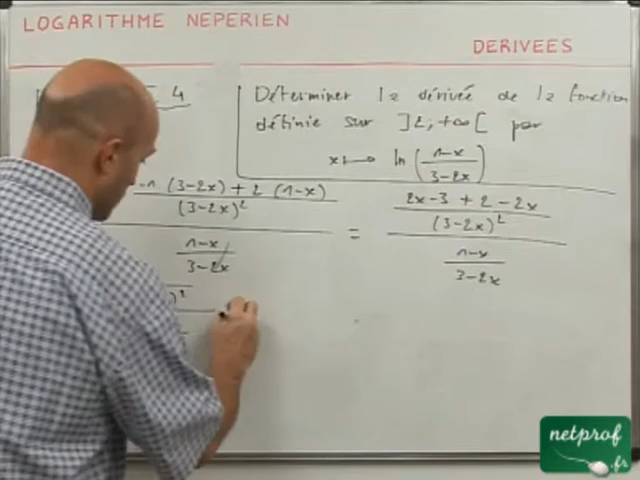 LOGARITHME NEPERIEN
DERIVEES
4
Déterminer la dérivée de la fonction
définie sur ]2, +∞[ par
x ⟼ ln((1-x)/(3-2x))
-1 (3-2x) + 2 (1-x)
(3-2x)²
1-x
3-2x
=
2x-3 + 2 - 2x
(3-2x)²
1-x
3-2x
)²
netprof
.fr